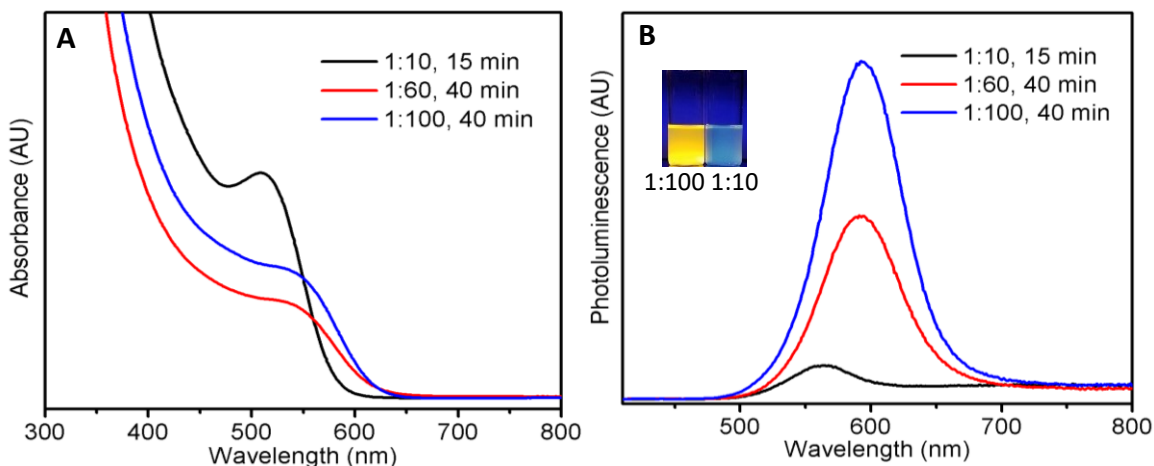 A
1:10, 15 min
1:60, 40 min
1:100, 40 min
Absorbance (AU)
300 400 500 600 700 800
Wavelength (nm)
B
1:10, 15 min
1:60, 40 min
1:100, 40 min
1:100 1:10
Photoluminescence (AU)
500 600 700 800
Wavelength (nm)